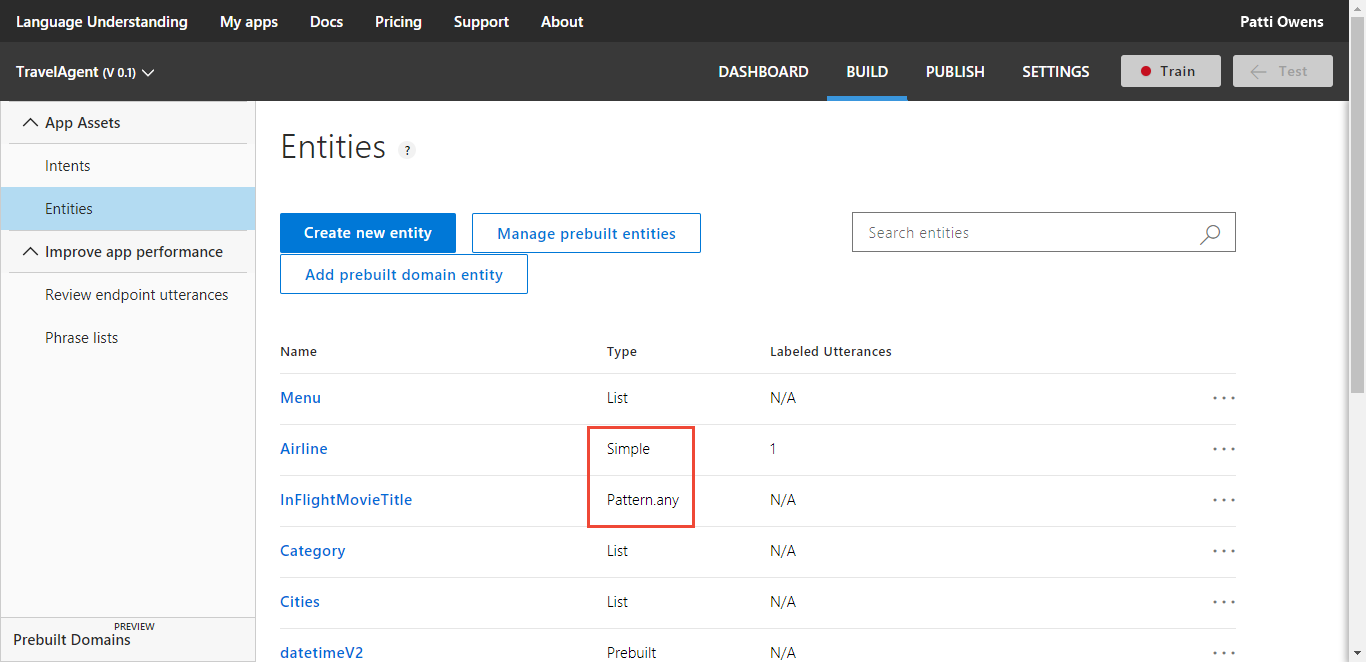 Language Understanding My apps Docs Pricing Support About Patti Owens
TravelAgent (V 0.1) DASHBOARD BUILD PUBLISH SETTINGS Train Test
App Assets
Intents
Entities
Improve app performance
Review endpoint utterances
Phrase lists
PREVIEW
Prebuilt Domains
Entities ?
Create new entity Manage prebuilt entities Search entities
Add prebuilt domain entity
Name Type Labeled Utterances
Menu List N/A ...
Airline Simple 1 ...
InFlightMovieTitle Pattern.any N/A ...
Category List N/A ...
Cities List N/A ...
datetimeV2 Prebuilt N/A ...